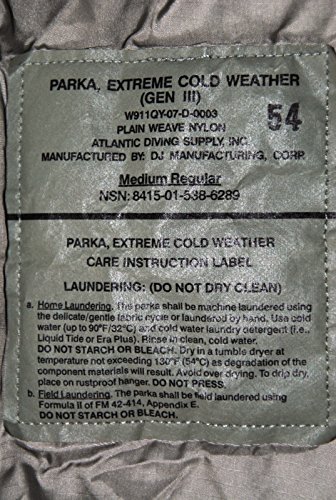 PARKA, EXTREME COLD WEATHER
(GEN III)
W911QY-07-D-0003
54
PLAIN WEAVE NYLON
ATLANTIC DIVING SUPPLY, INC
MANUFACTURED BY: DJ MANUFACTURING, CORP.
Medium Regular
NSN: 8415-01-538-6289
PARKA, EXTREME COLD WEATHER
CARE INSTRUCTION LABEL
LAUNDERING: (DO NOT DRY CLEAN)
a. Home Laundering. The parka shall be machine laundered using
the delicate/gentle fabric cycle or laundered by hand. Use cold
water (up to 90°F/32°C) and cold water laundry detergent (i.e.,
Liquid Tide or Era Plus). Rinse in clean, cold water.
DO NOT STARCH OR BLEACH. Dry in a tumble dryer at
temperature not exceeding 130°F (54°C) as degradation of the
component materials will result. Avoid over drying. To drip dry,
place on rustproof hanger. DO NOT PRESS.
b. Field Laundering. The parka shall be field laundered using
Formula II of FM 42-414, Appendix E.
DO NOT STARCH OR BLEACH.